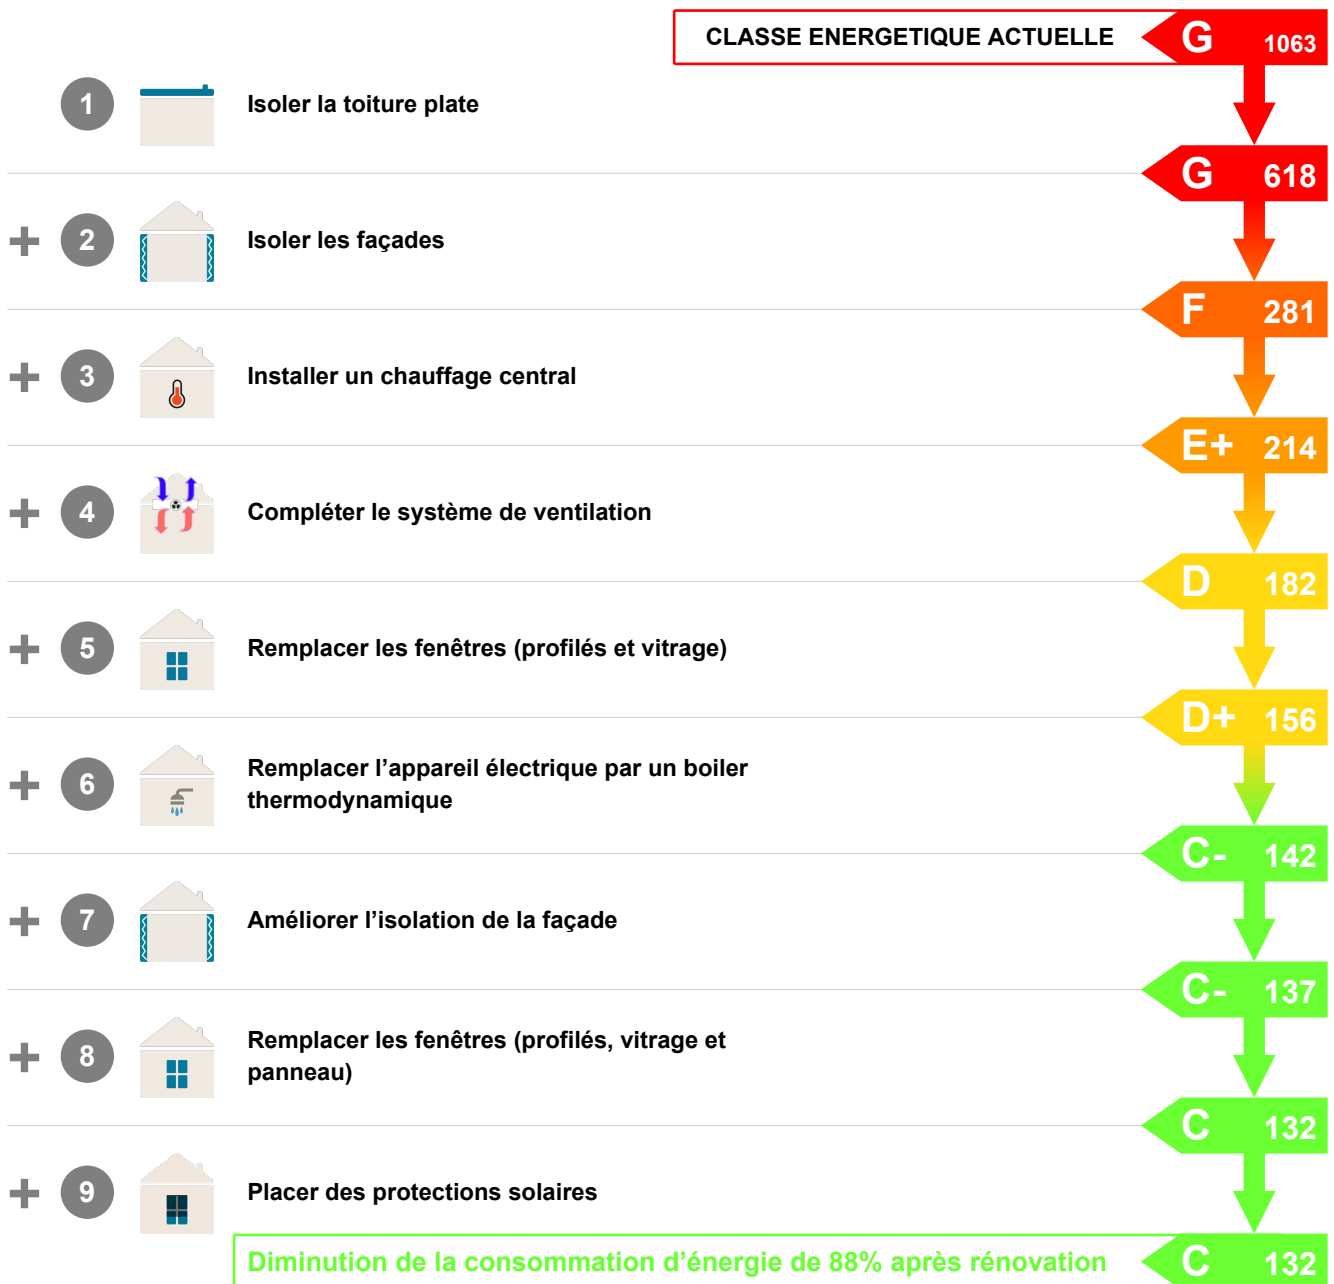 CLASSE ENERGETIQUE ACTUELLE G 1063
1 Isoler la toiture plate
G 618
+ 2 Isoler les façades
F 281
+ 3 Installer un chauffage central
E+ 214
+ 4 Compléter le système de ventilation
D 182
+ 5 Remplacer les fenêtres (profilés et vitrage)
D+ 156
+ 6 Remplacer l’appareil électrique par un boiler
thermodynamique
C- 142
+ 7 Améliorer l’isolation de la façade
C- 137
+ 8 Remplacer les fenêtres (profilés, vitrage et
panneau)
C 132
+ 9 Placer des protections solaires
Diminution de la consommation d’énergie de 88% après rénovation C 132